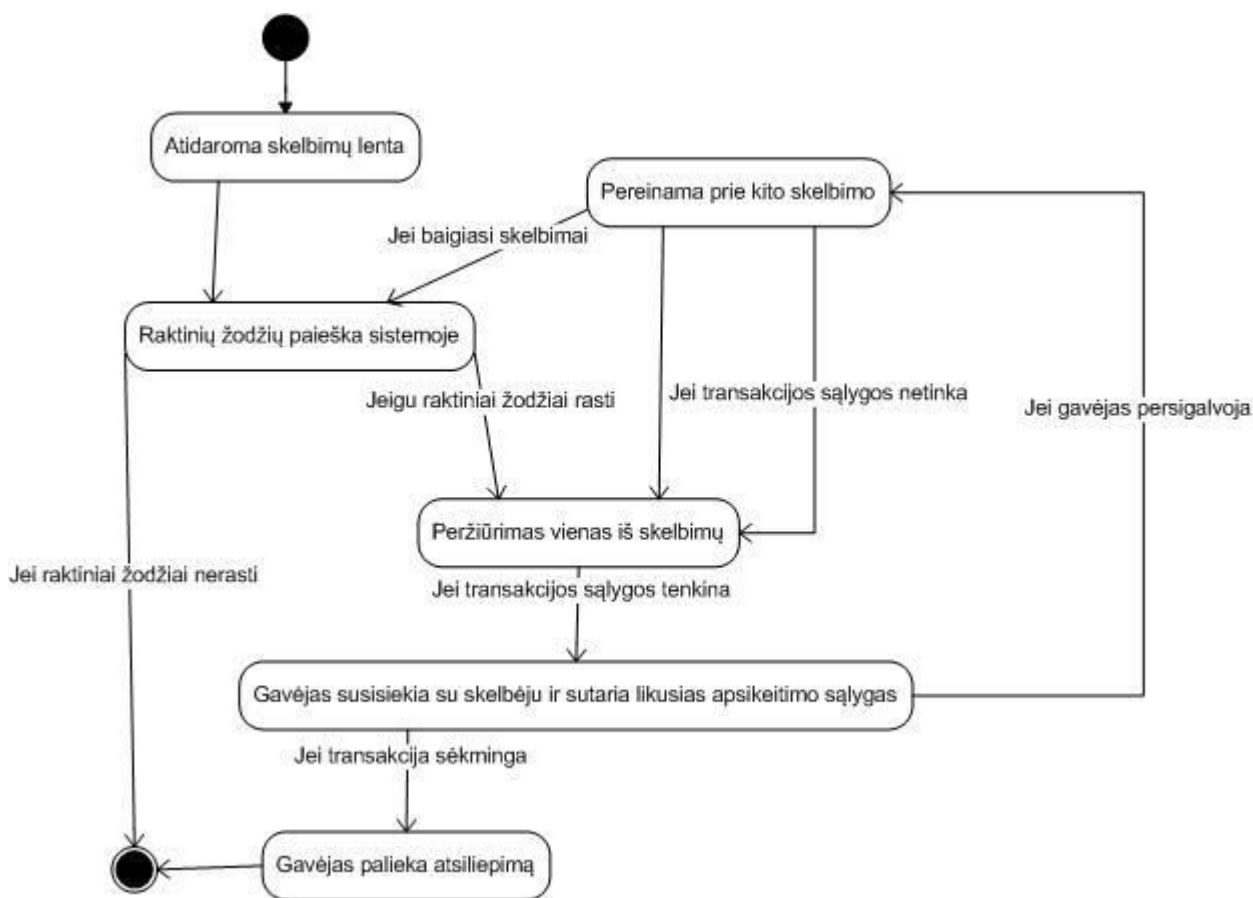 Atidaroma skelbimų lenta
Pereinama prie kito skelbimo
Jei baigiasi skelbimai
Raktinių žodžių paieška sistemoje
Jeigu raktiniai žodžiai rasti
Jei transakcijos sąlygos netinka
Jei gavėjas persigalvoja
Peržiūrimas vienas iš skelbimų
Jei raktiniai žodžiai nerasti
Jei transakcijos sąlygos tenkina
Gavėjas susisiekia su skelbėju ir sutaria likusias apsikeitimo sąlygas
Jei transakcija sėkminga
Gavėjas palieka atsiliepimą